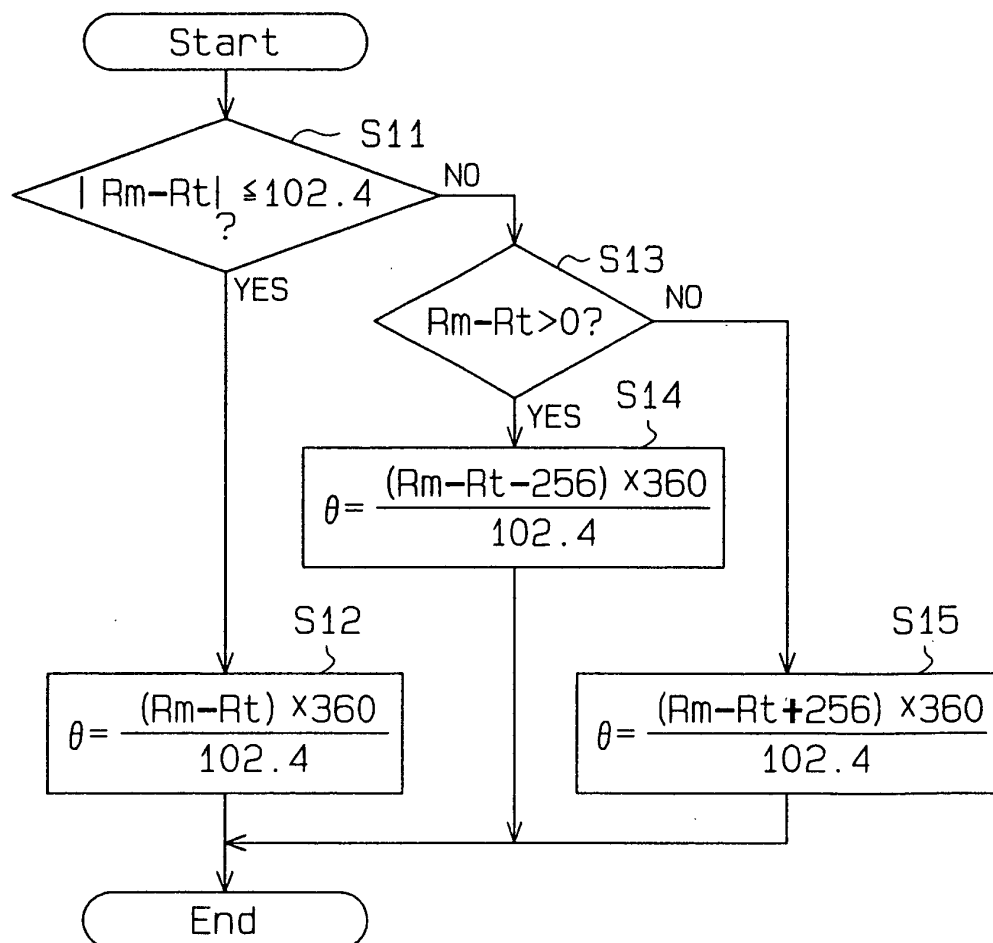 Start
S11
| Rm-Rt| ≦102.4
?
NO
YES
S13
Rm-Rt>0?
NO
YES
S14
θ= (Rm-Rt-256) ×360
102.4
S12
θ= (Rm-Rt) ×360
102.4
S15
θ= (Rm-Rt+256) ×360
102.4
End